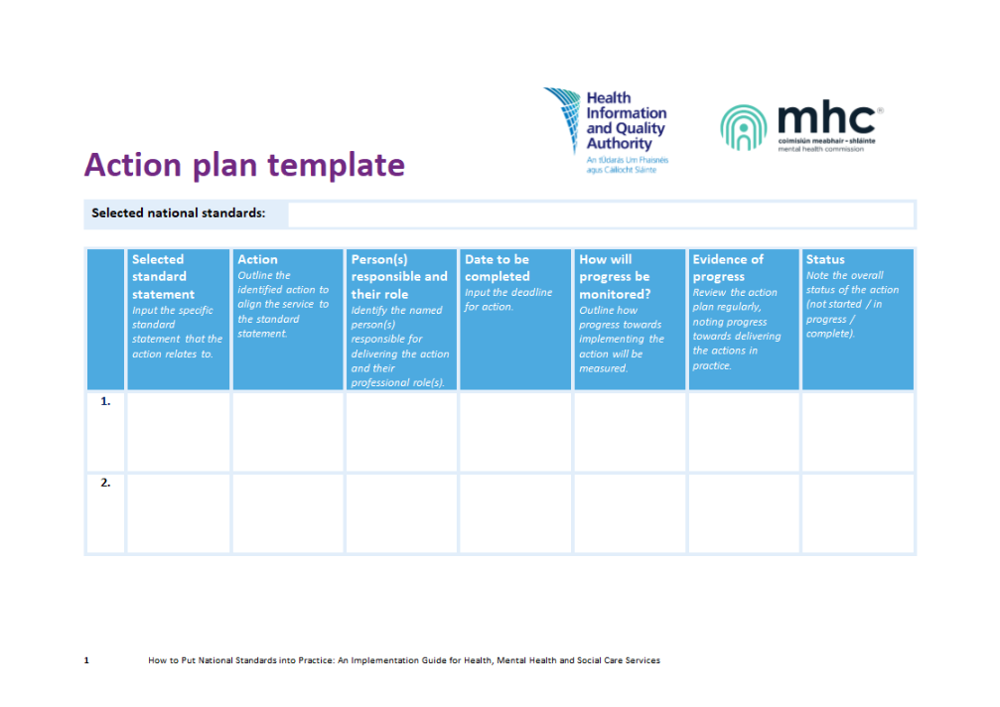 Health
Information
and Quality
Authority
An tÚdarás Um Fhaisnéis
agus Cáilíocht Sláinte
mhc®
coimisiún meabhair-shláinte
mental health commission
Action plan template
Selected national standards:
Selected
standard
statement
Input the specific
standard
statement that the
action relates to.
Action
Outline the
identified action to
align the service to
the standard
statement.
Person(s)
responsible and
their role
Identify the named
person(s)
responsible for
delivering the action
and their
professional role(s).
Date to be
completed
Input the deadline
for action.
How will
progress be
monitored?
Outline how
progress towards
implementing the
action will be
measured.
Evidence of
progress
Review the action
plan regularly,
noting progress
towards delivering
the actions in
practice.
Status
Note the overall
status of the action
(not started / in
progress /
complete).
1.
2.
1 How to Put National Standards into Practice: An Implementation Guide for Health, Mental Health and Social Care Services